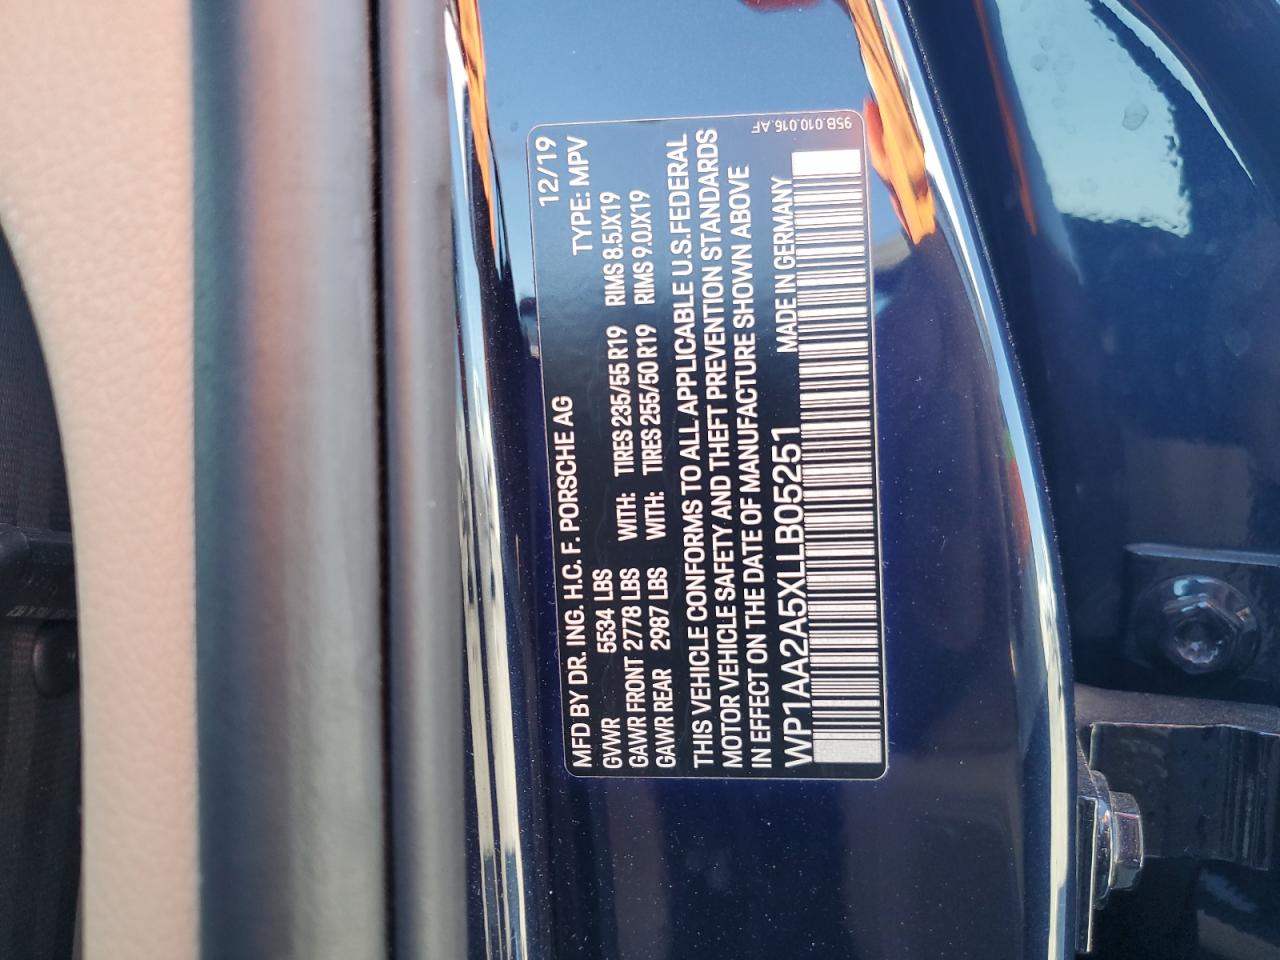 MFD BY DR. ING. H.C. F. PORSCHE AG 12/19
GVWR 5534 LBS TYPE: MPV
GAWR FRONT 2778 LBS WITH: TIRES 235/55 R19 RIMS 8.5JX19
GAWR REAR 2987 LBS WITH: TIRES 255/50 R19 RIMS 9.0JX19
THIS VEHICLE CONFORMS TO ALL APPLICABLE U.S.FEDERAL
MOTOR VEHICLE SAFETY AND THEFT PREVENTION STANDARDS
IN EFFECT ON THE DATE OF MANUFACTURE SHOWN ABOVE
WP1AA2A5XLLB05251 MADE IN GERMANY
95B.010.016.AF